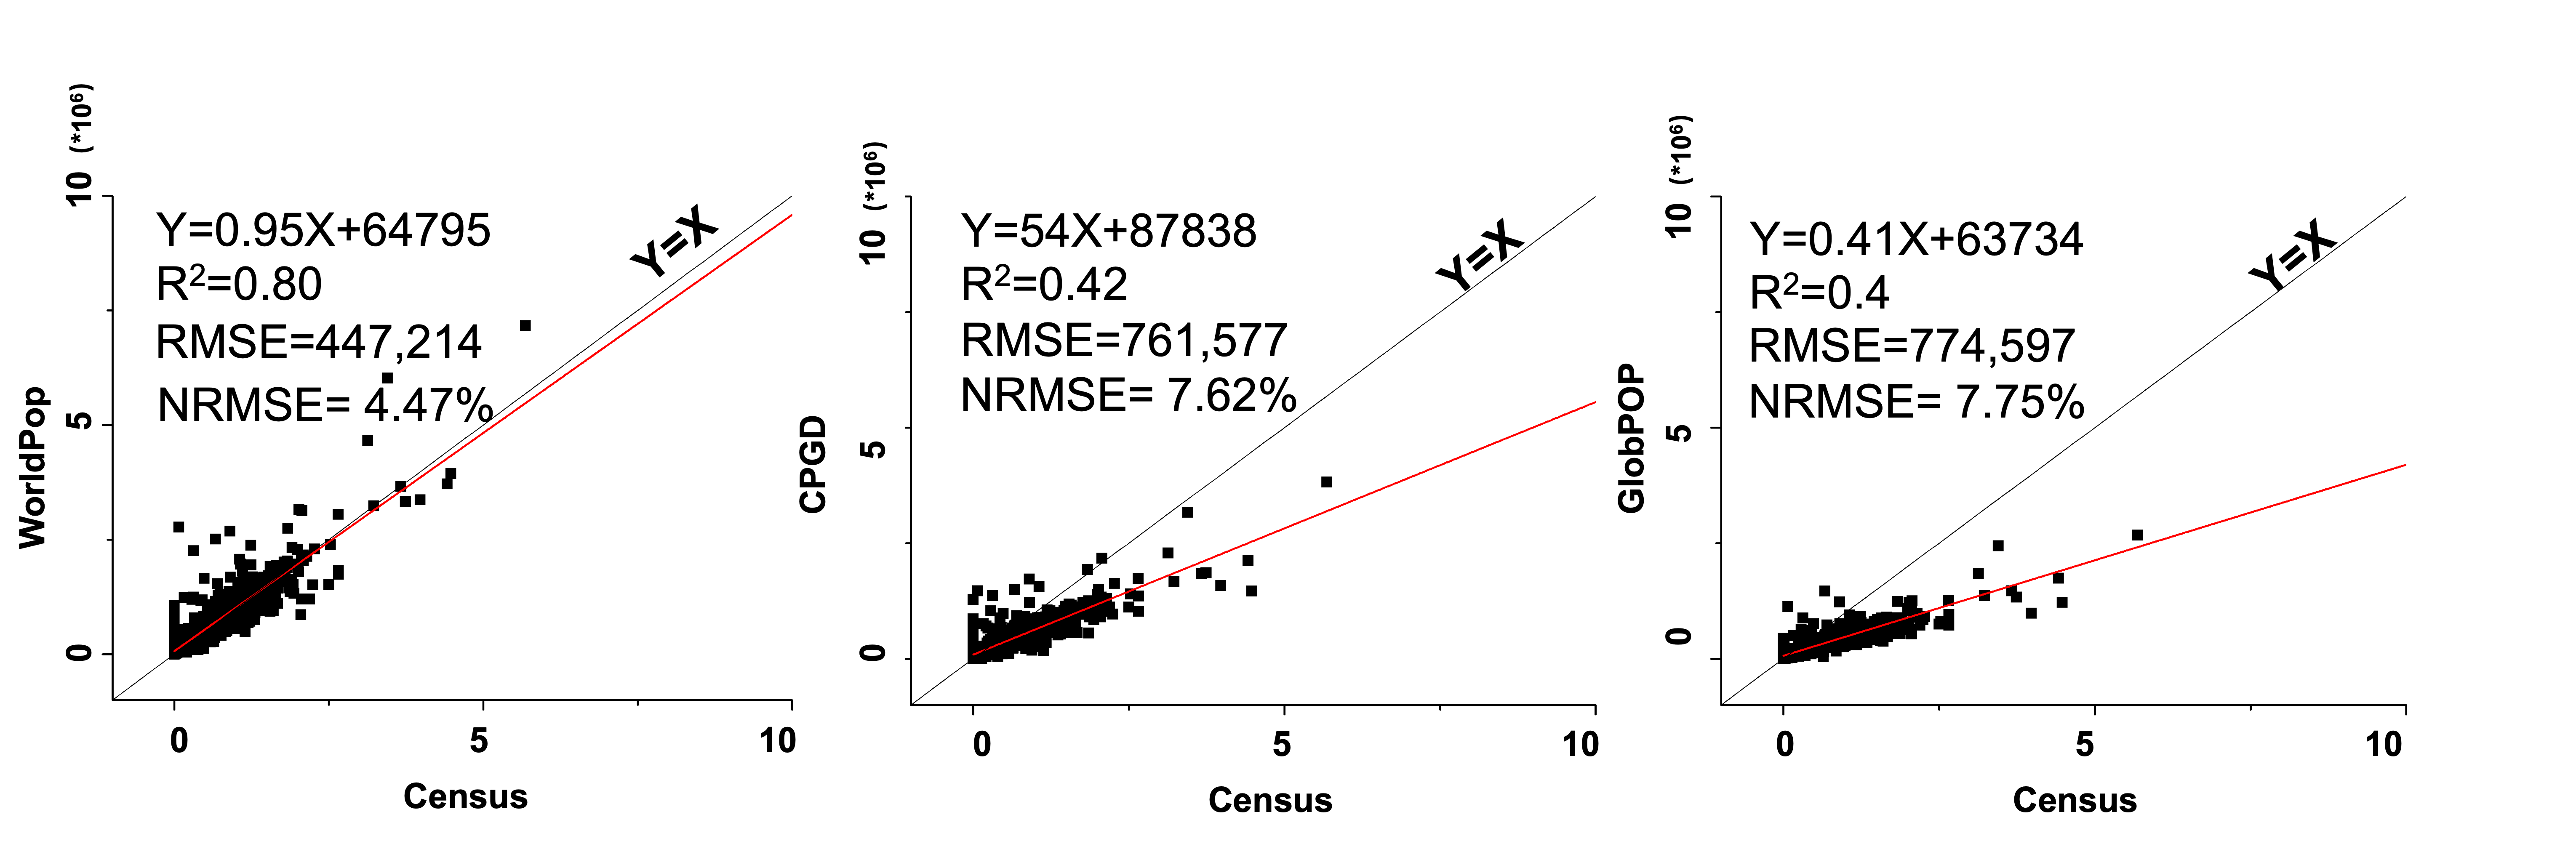 (*10⁶)
10
5
0
WorldPop
Y=0.95X+64795
R²=0.80
RMSE=447,214
NRMSE= 4.47%
Y=X
0
5
10
Census
(*10⁶)
10
5
0
CPGD
Y=54X+87838
R²=0.42
RMSE=761,577
NRMSE= 7.62%
Y=X
0
5
10
Census
(*10⁶)
10
5
0
GlobPOP
Y=0.41X+63734
R²=0.4
RMSE=774,597
NRMSE= 7.75%
Y=X
0
5
10
Census